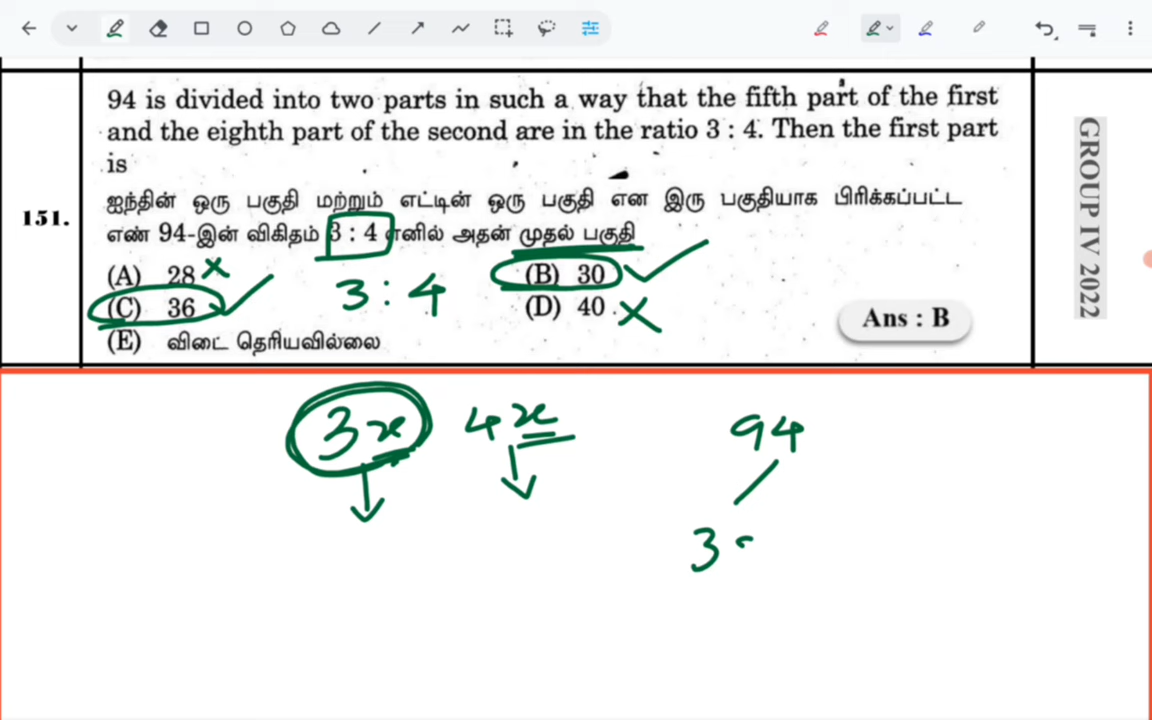 94 is divided into two parts in such a way that the fifth part of the first
and the eighth part of the second are in the ratio 3 : 4. Then the first part
is
151.
ஐந்தின் ஒரு பகுதி மற்றும் எட்டின் ஒரு பகுதி என இரு பகுதியாக பிரிக்கப்பட்ட
எண் 94-இன் விகிதம் 3 : 4 எனில் அதன் முதல் பகுதி
(A) 28 x (B) 30 ✓
(C) 36 ✓ 3 : 4 (D) 40 x
Ans : B
(E) விடை தெரியவில்லை
GROUP IV 2022
3x 4x 94
3